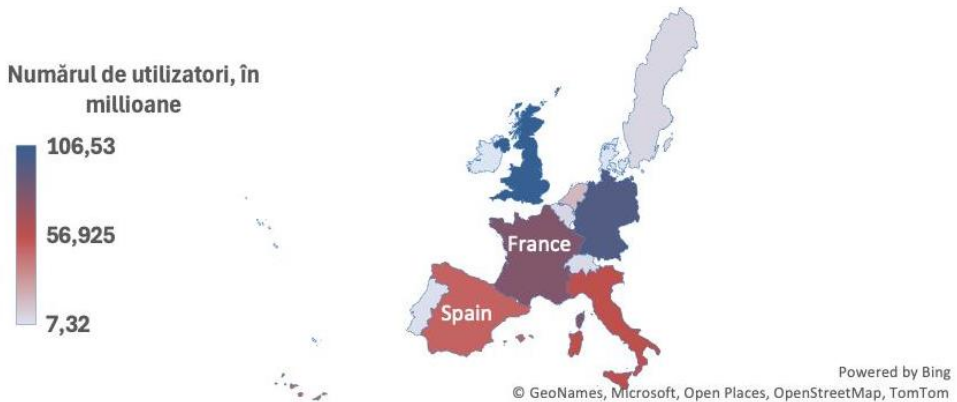 Numărul de utilizatori, în
millioane
106,53
56,925
7,32
France
Spain
Powered by Bing
© GeoNames, Microsoft, Open Places, OpenStreetMap, TomTom